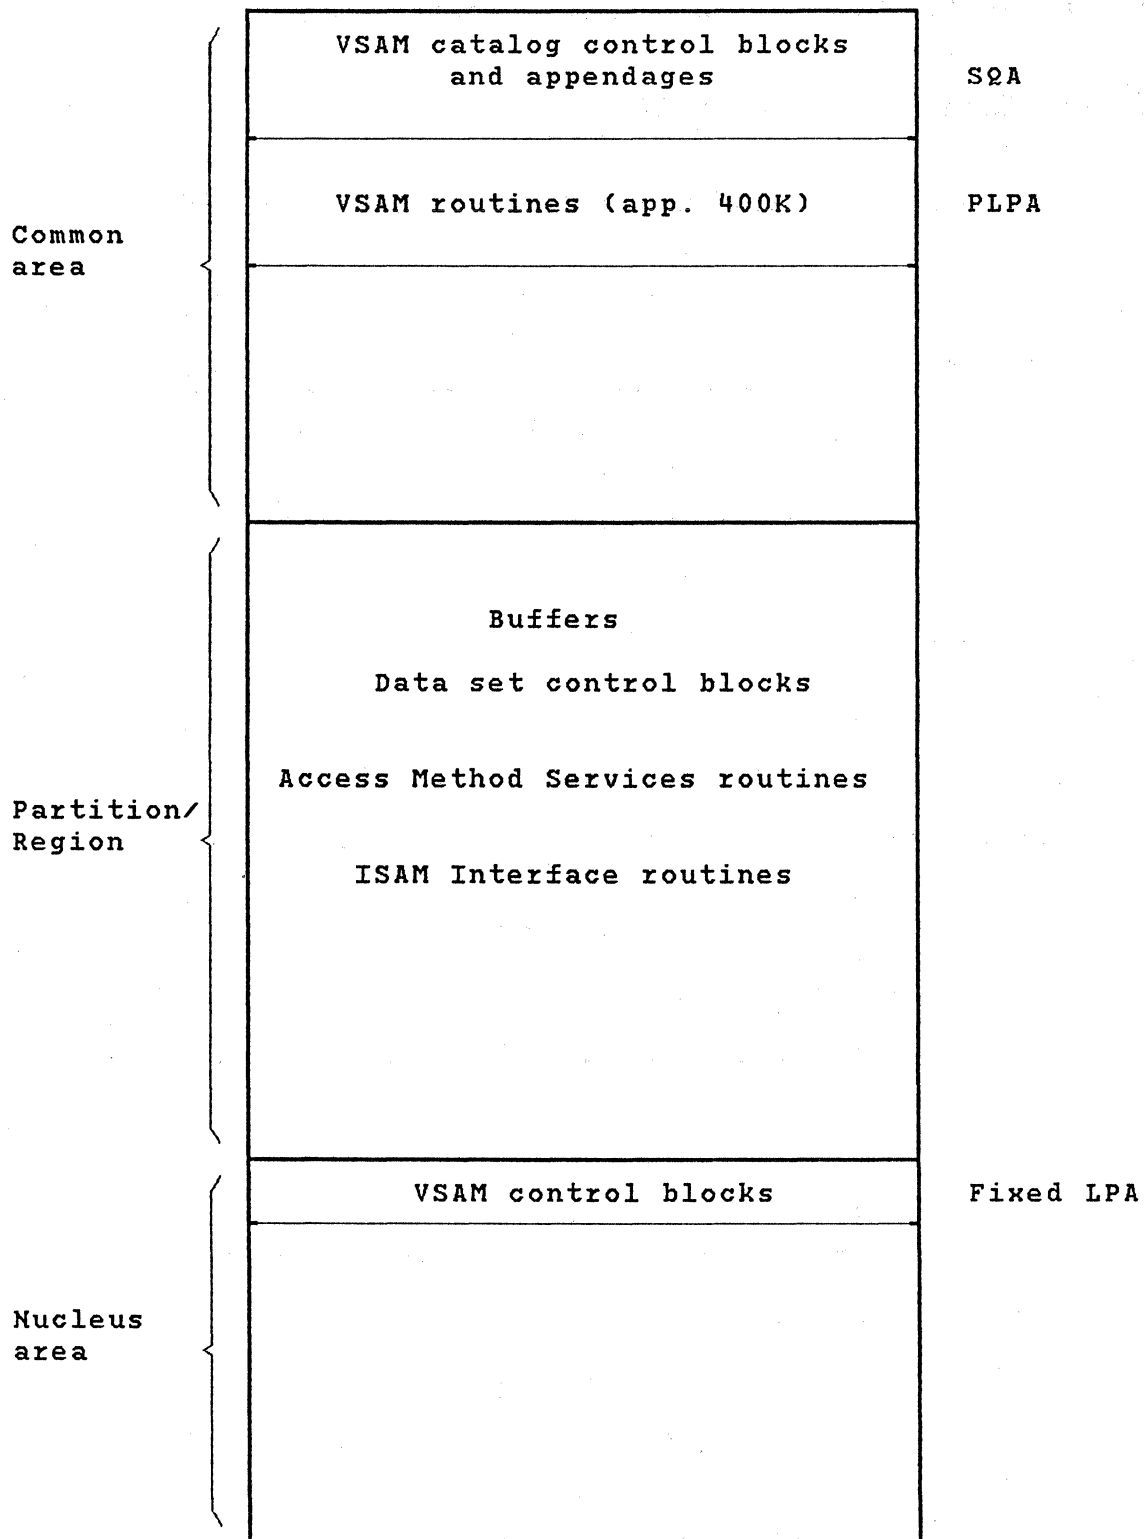 VSAM catalog control blocks
and appendages
SQA
VSAM routines (app. 400K)
PLPA
Common
area
Buffers
Data set control blocks
Access Method Services routines
Partition/
Region
ISAM Interface routines
VSAM control blocks
Fixed LPA
Nucleus
area